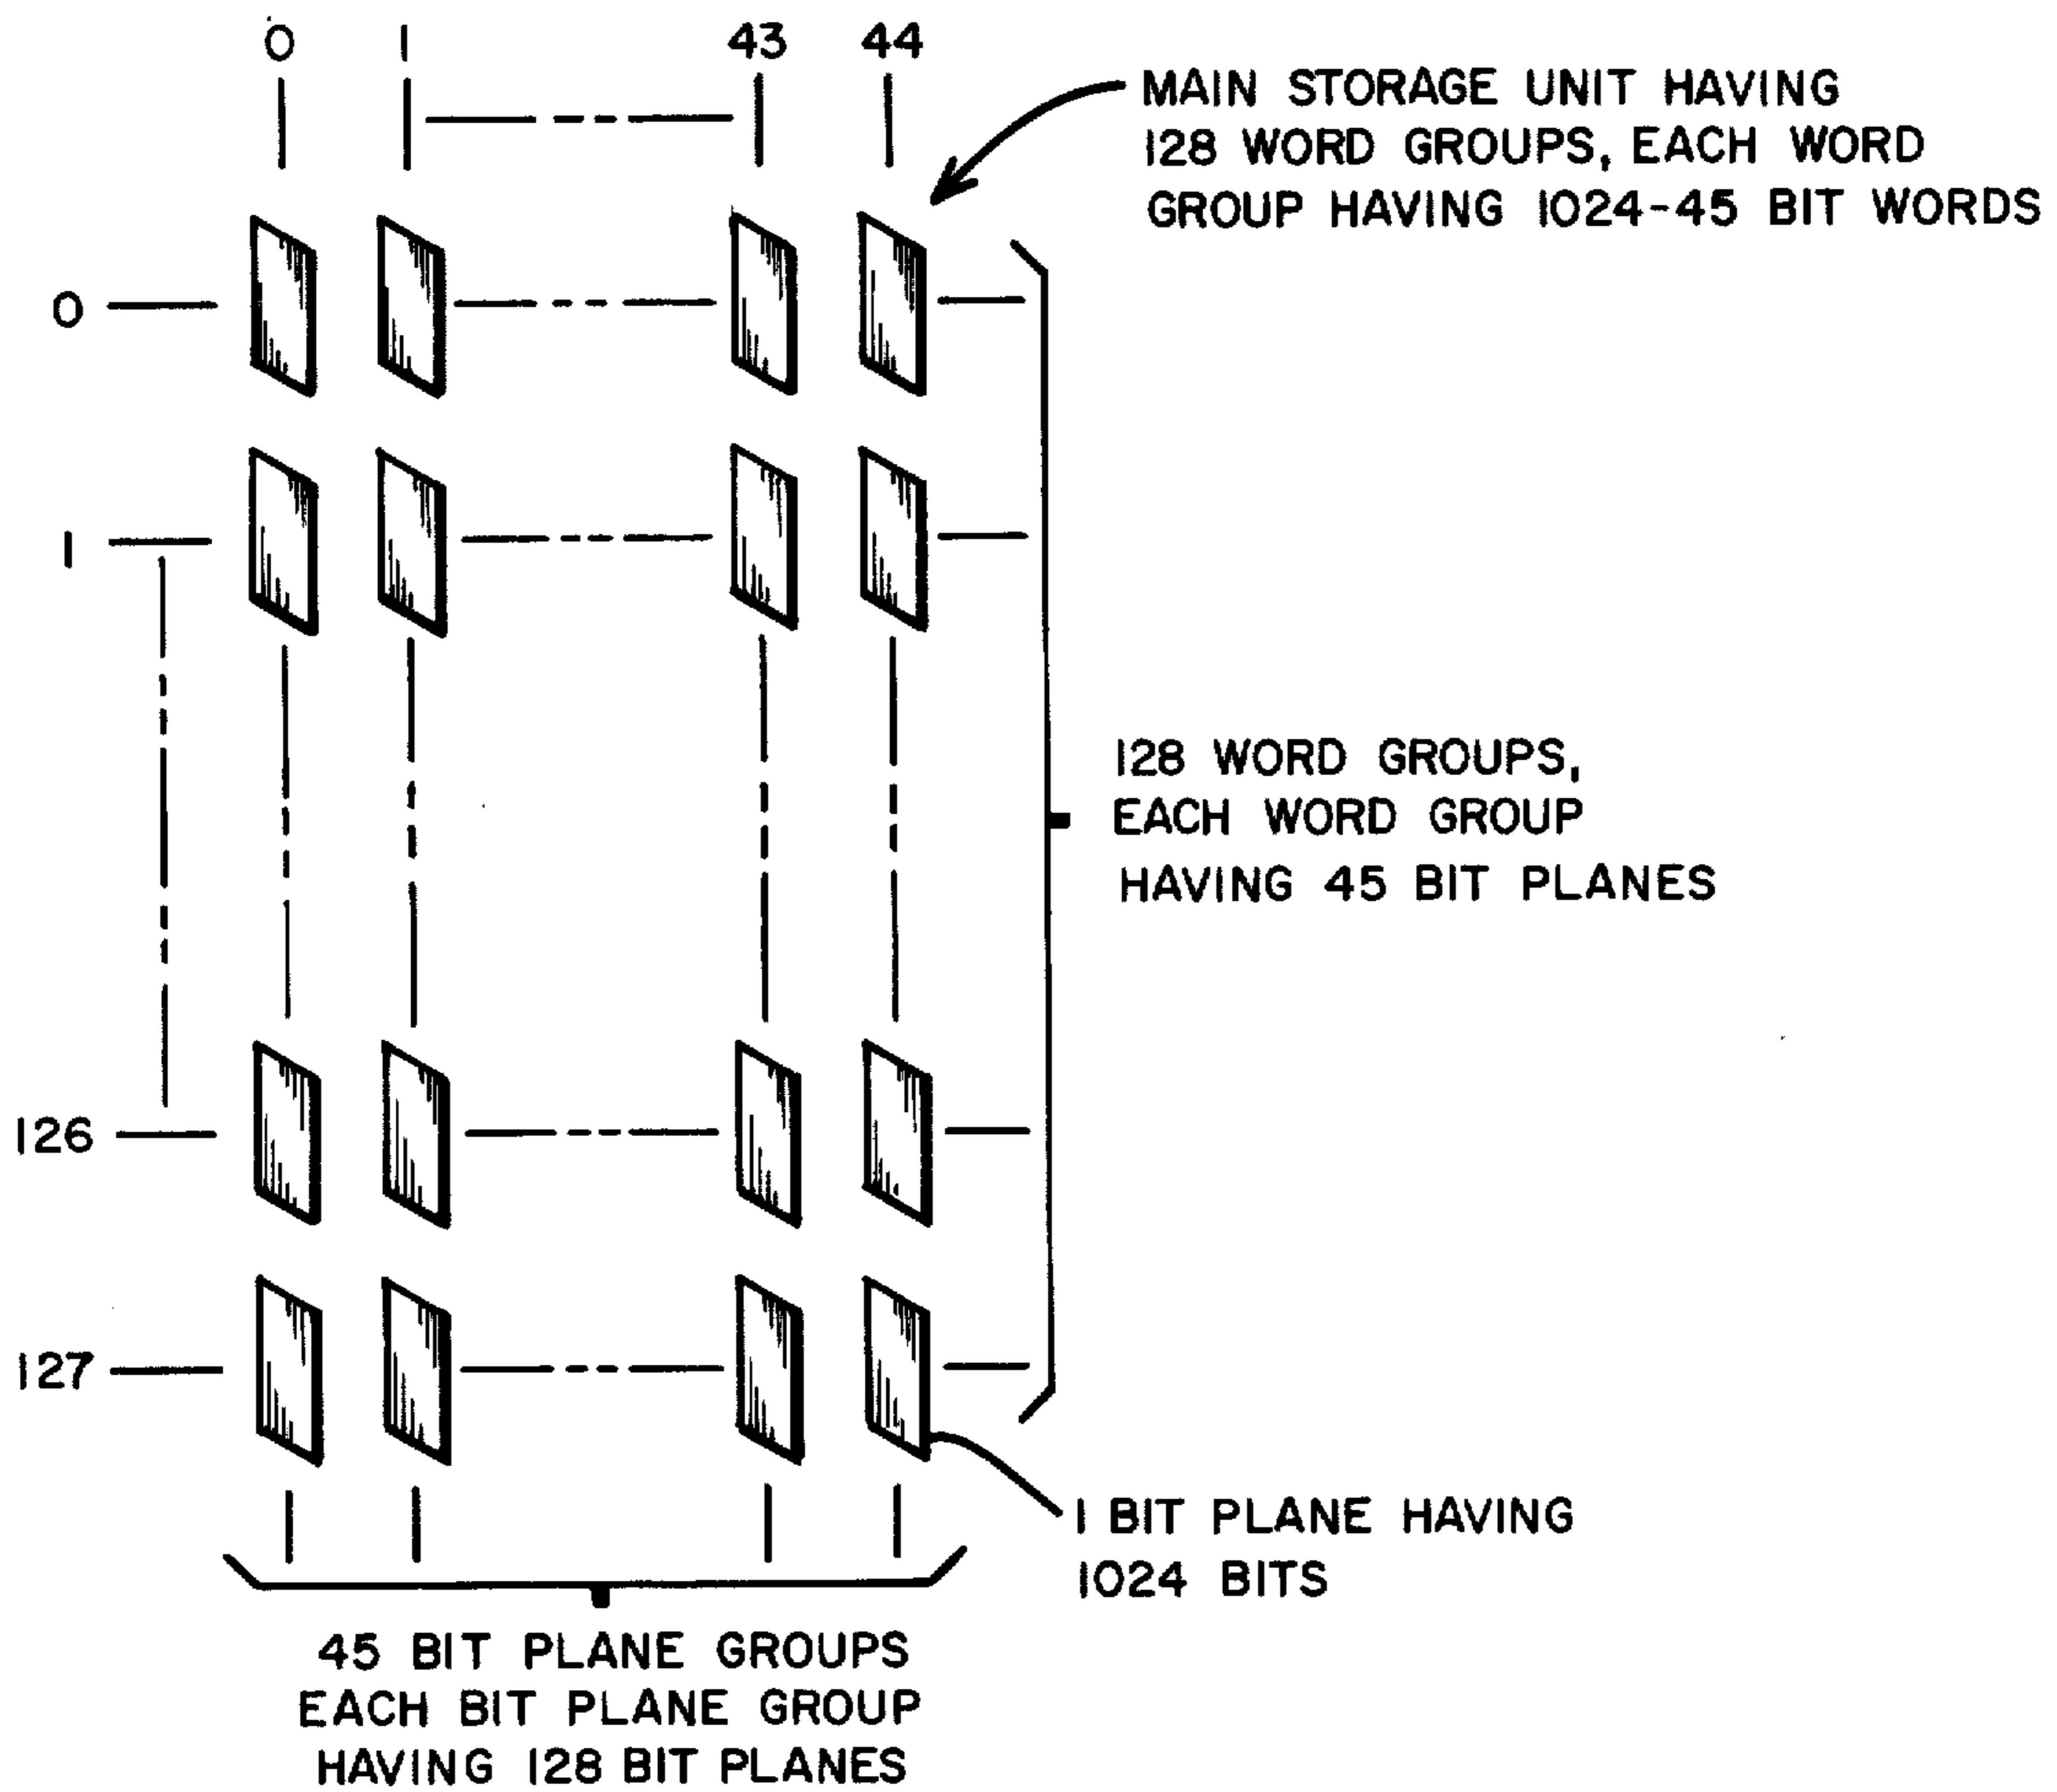 0 1 43 44
MAIN STORAGE UNIT HAVING
128 WORD GROUPS, EACH WORD
GROUP HAVING 1024-45 BIT WORDS
0
1
128 WORD GROUPS,
EACH WORD GROUP
HAVING 45 BIT PLANES
126
127
1 BIT PLANE HAVING
1024 BITS
45 BIT PLANE GROUPS
EACH BIT PLANE GROUP
HAVING 128 BIT PLANES